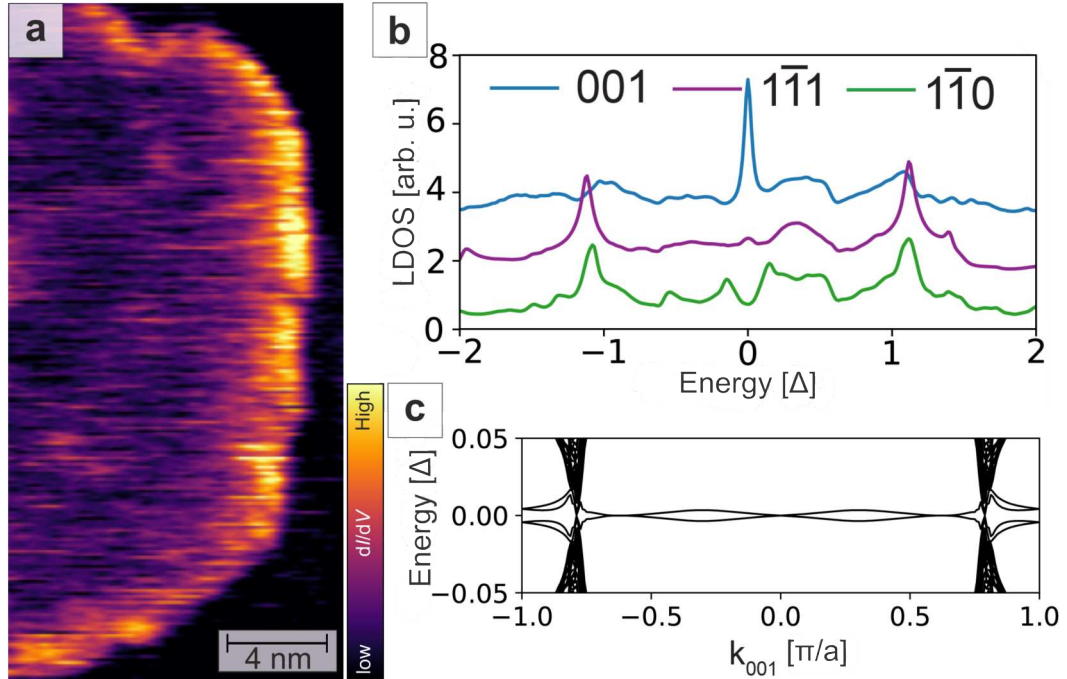 a
4 nm
High
dI/dV
low
b
001 11̅1 11̅0
8
6
4
2
0
LDOS [arb. u.]
−2 −1 0 1 2
Energy [Δ]
c
0.05
0.00
−0.05
Energy [Δ]
−1.0 −0.5 0.0 0.5 1.0
k₀₀₁ [π/a]